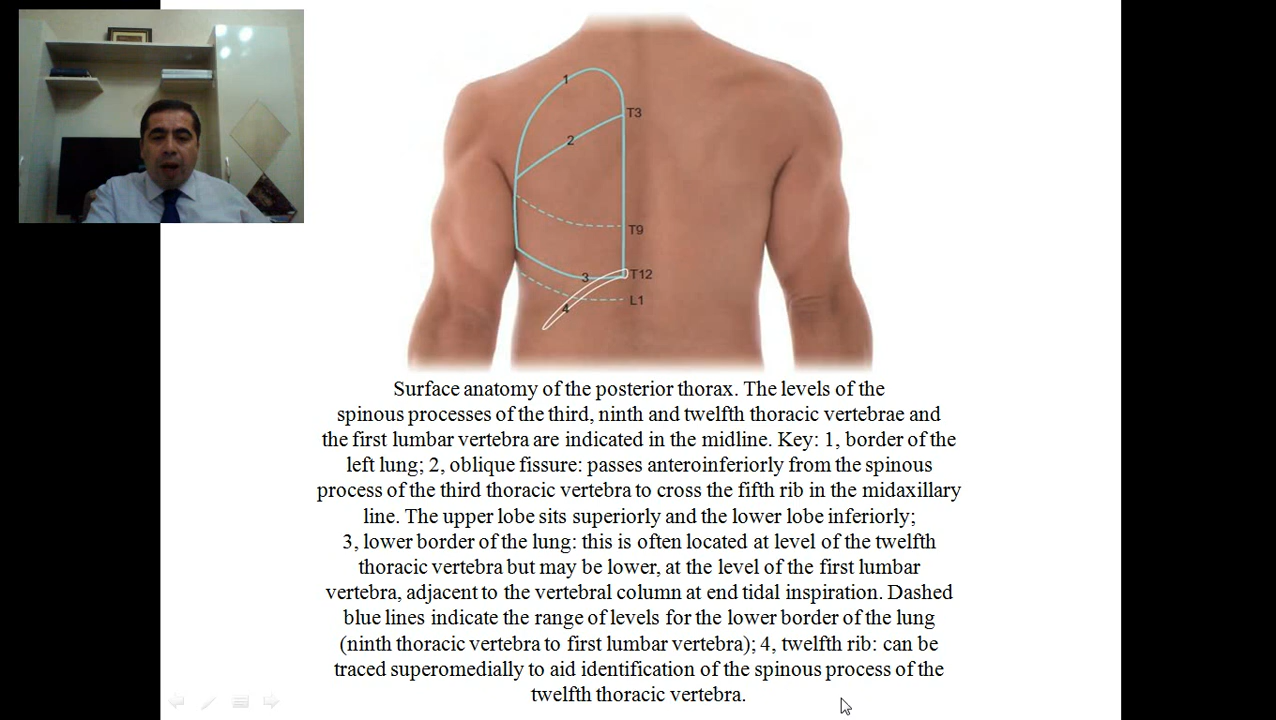 1
T3
2
T9
3
T12
L1
4
Surface anatomy of the posterior thorax. The levels of the
spinous processes of the third, ninth and twelfth thoracic vertebrae and
the first lumbar vertebra are indicated in the midline. Key: 1, border of the
left lung; 2, oblique fissure: passes anteroinferiorly from the spinous
process of the third thoracic vertebra to cross the fifth rib in the midaxillary
line. The upper lobe sits superiorly and the lower lobe inferiorly;
3, lower border of the lung: this is often located at level of the twelfth
thoracic vertebra but may be lower, at the level of the first lumbar
vertebra, adjacent to the vertebral column at end tidal inspiration. Dashed
blue lines indicate the range of levels for the lower border of the lung
(ninth thoracic vertebra to first lumbar vertebra); 4, twelfth rib: can be
traced superomedially to aid identification of the spinous process of the
twelfth thoracic vertebra.